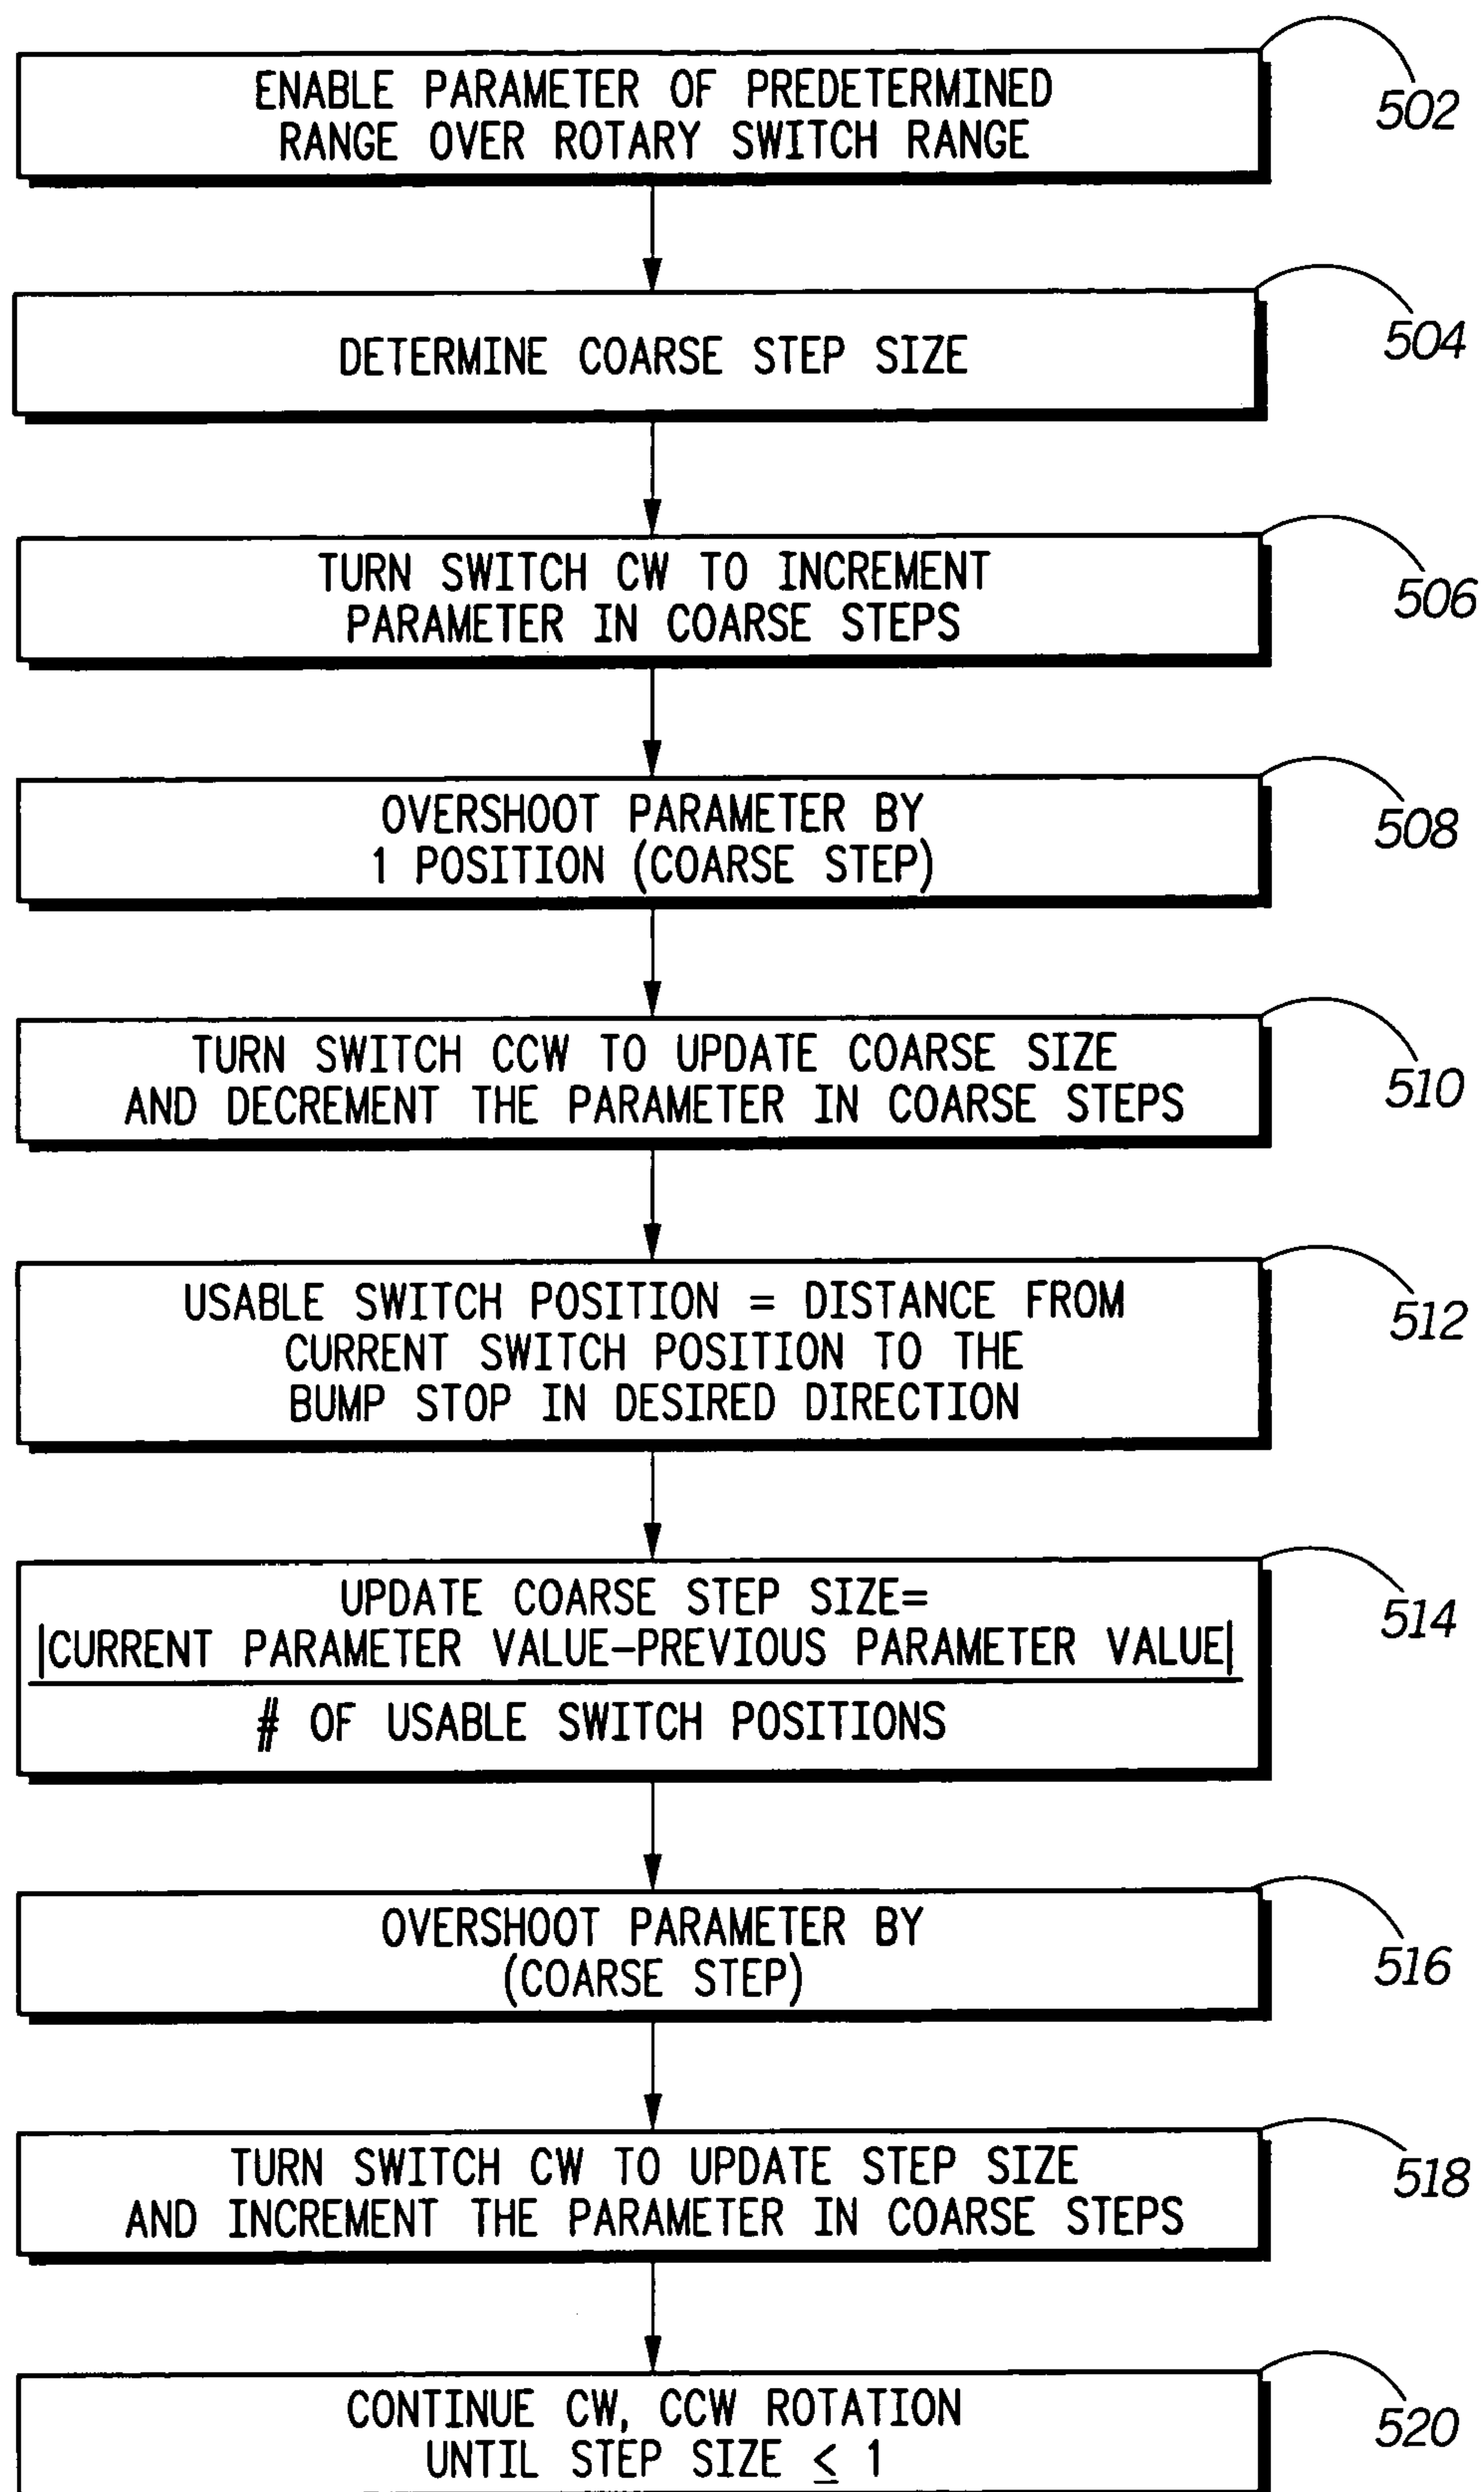 ENABLE PARAMETER OF PREDETERMINED
RANGE OVER ROTARY SWITCH RANGE
502
DETERMINE COARSE STEP SIZE
504
TURN SWITCH CW TO INCREMENT
PARAMETER IN COARSE STEPS
506
OVERSHOOT PARAMETER BY
1 POSITION (COARSE STEP)
508
TURN SWITCH CCW TO UPDATE COARSE SIZE
AND DECREMENT THE PARAMETER IN COARSE STEPS
510
USABLE SWITCH POSITION = DISTANCE FROM
CURRENT SWITCH POSITION TO THE
BUMP STOP IN DESIRED DIRECTION
512
UPDATE COARSE STEP SIZE=
|CURRENT PARAMETER VALUE-PREVIOUS PARAMETER VALUE|
# OF USABLE SWITCH POSITIONS
514
OVERSHOOT PARAMETER BY
(COARSE STEP)
516
TURN SWITCH CW TO UPDATE STEP SIZE
AND INCREMENT THE PARAMETER IN COARSE STEPS
518
CONTINUE CW, CCW ROTATION
UNTIL STEP SIZE ≤ 1
520